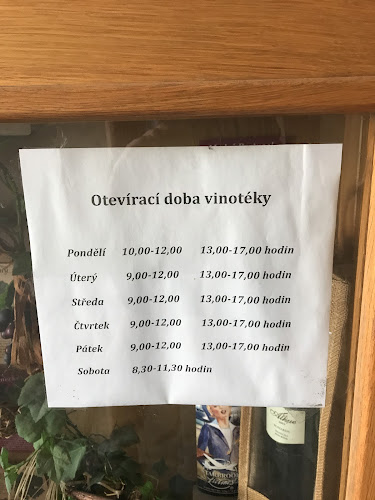 Otevírací doba vinotéky
Pondělí 10,00-12,00 13,00-17,00 hodin
Úterý 9,00-12,00 13,00-17,00 hodin
Středa 9,00-12,00 13,00-17,00 hodin
Čtvrtek 9,00-12,00 13,00-17,00 hodin
Pátek 9,00-12,00 13,00-17,00 hodin
Sobota 8,30-11,30 hodin